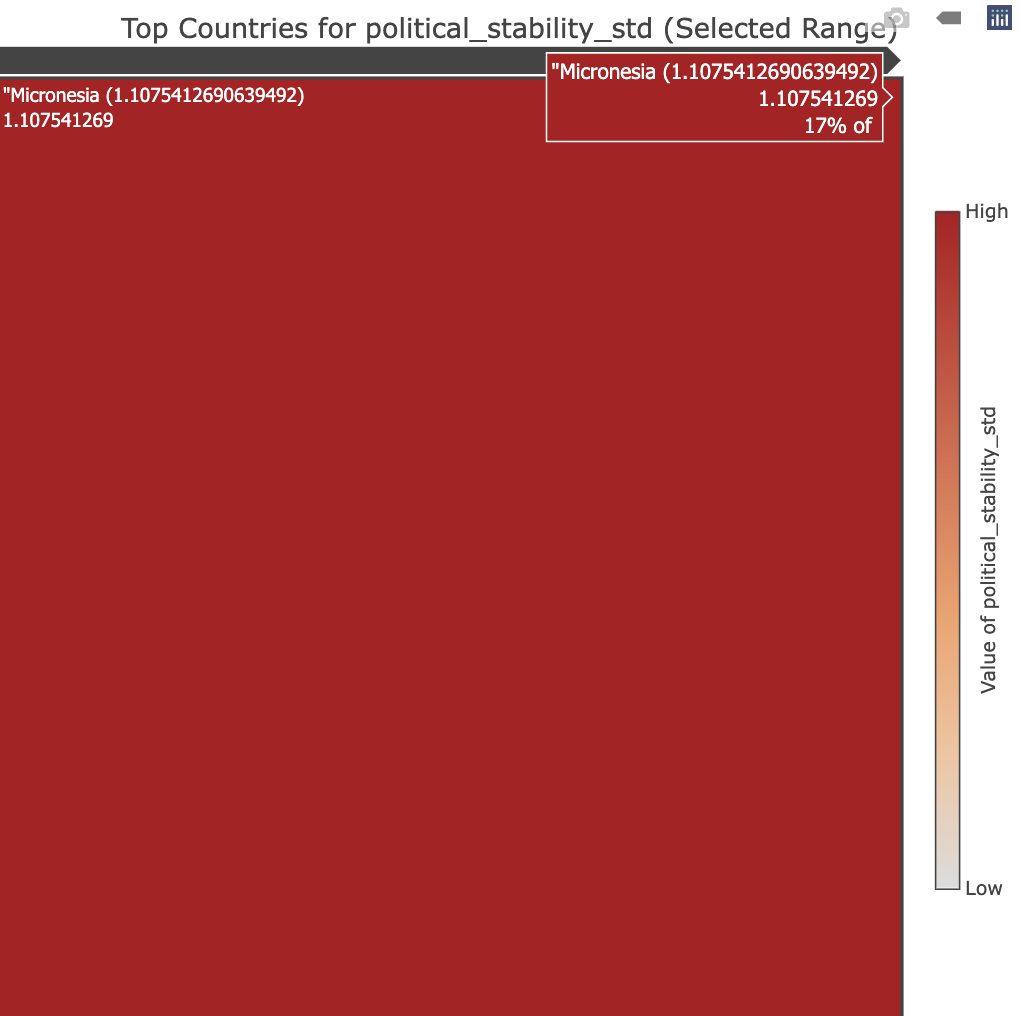 Top Countries for political_stability_std (Selected Range)
"Micronesia (1.1075412690639492)
1.107541269
17% of
"Micronesia (1.1075412690639492)
1.107541269
High
Value of political_stability_std
Low